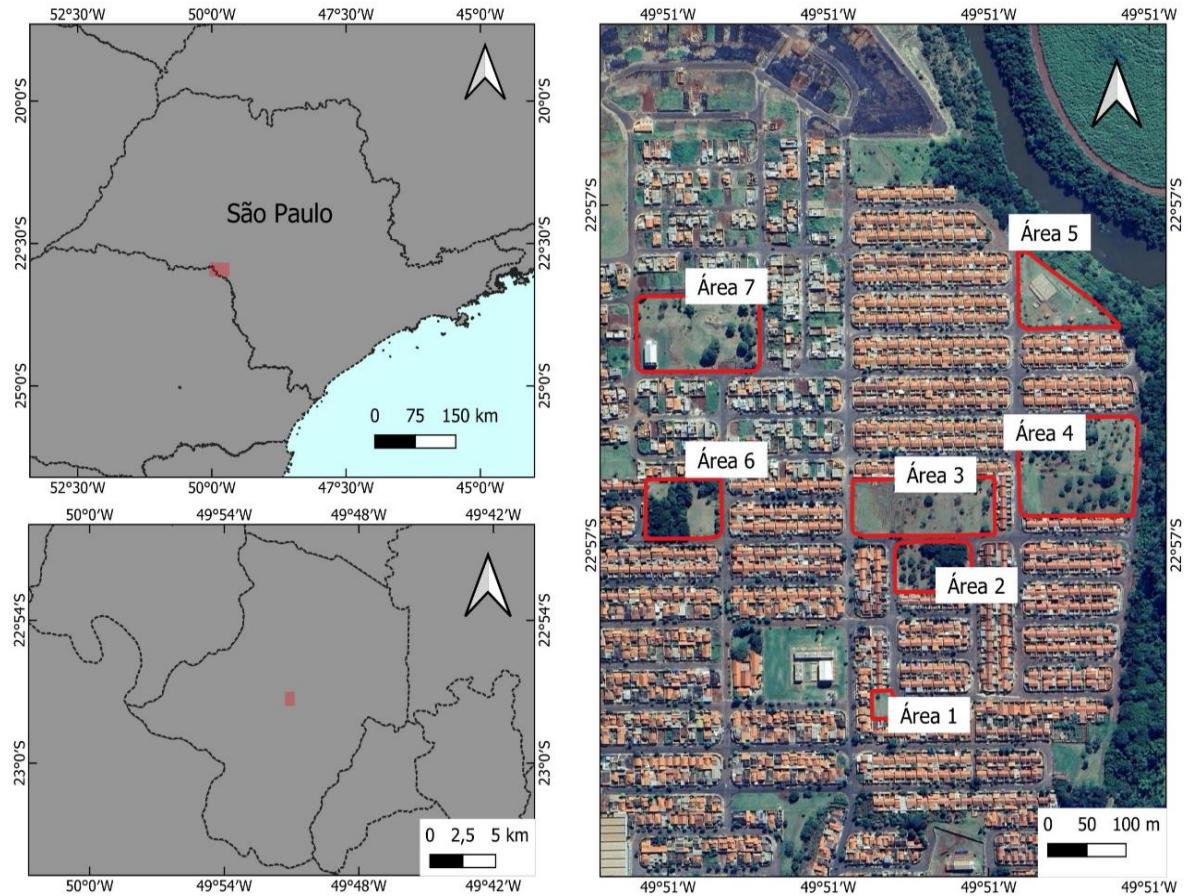 52°30'W 50°0'W 47°30'W 45°0'W
20°0'S
20°0'S
São Paulo
22°30'S
22°30'S
25°0'S
25°0'S
0 75 150 km
52°30'W 50°0'W 47°30'W 45°0'W
50°0'W 49°54'W 49°48'W 49°42'W
22°54'S
22°54'S
23°0'S
23°0'S
0 2,5 5 km
50°0'W 49°54'W 49°48'W 49°42'W
49°51'W 49°51'W 49°51'W 49°51'W
22°57'S
22°57'S
Área 5
Área 7
Área 4
Área 6
Área 3
22°57'S
22°57'S
Área 2
Área 1
0 50 100 m
49°51'W 49°51'W 49°51'W 49°51'W